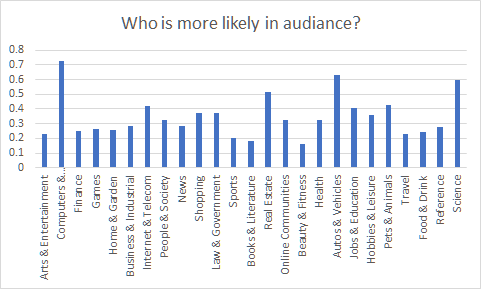 Who is more likely in audiance?
0.8
0.7
0.6
0.5
0.4
0.3
0.2
0.1
0
Arts & Entertainment
Computers &...
Finance
Games
Home & Garden
Business & Industrial
Internet & Telecom
People & Society
News
Shopping
Law & Government
Sports
Books & Literature
Real Estate
Online Communities
Beauty & Fitness
Health
Autos & Vehicles
Jobs & Education
Hobbies & Leisure
Pets & Animals
Travel
Food & Drink
Reference
Science